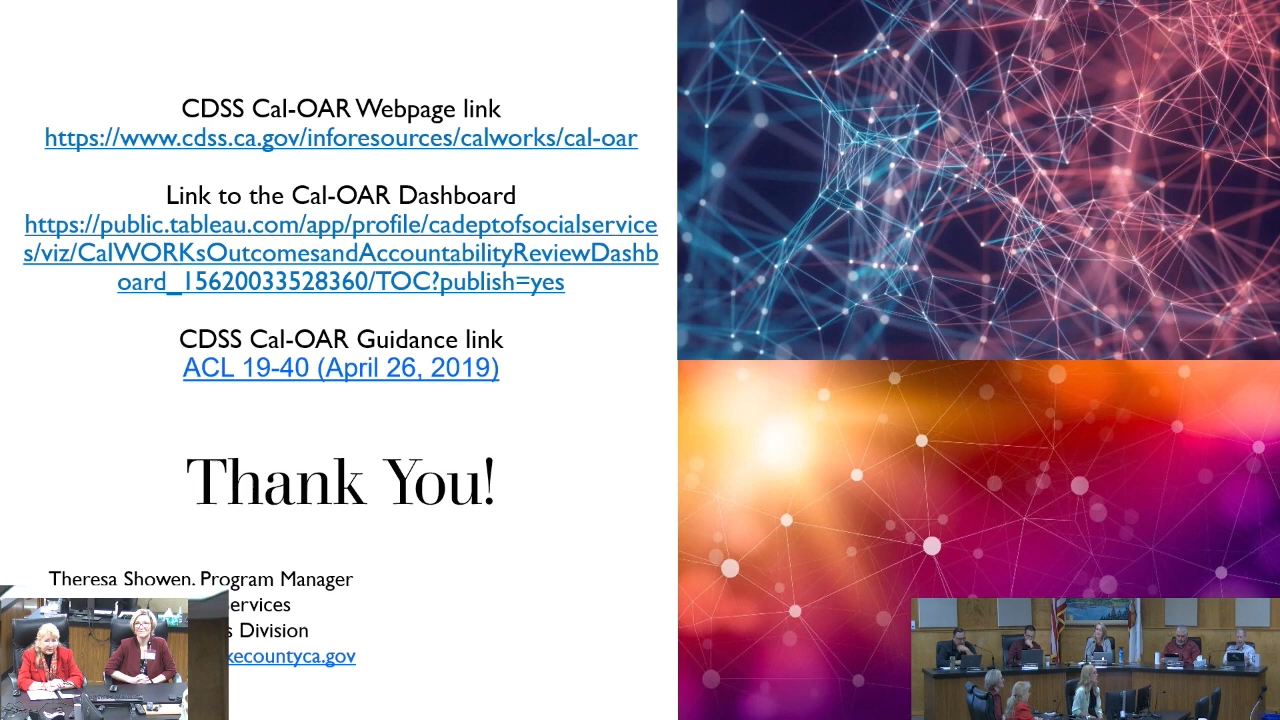 CDSS Cal-OAR Webpage link
https://www.cdss.ca.gov/inforesources/calworks/cal-oar
Link to the Cal-OAR Dashboard
https://public.tableau.com/app/profile/cadeptofsocialservice
s/viz/CalWORKsOutcomesandAccountabilityReviewDashb
oard_15620033528360/TOC?publish=yes
CDSS Cal-OAR Guidance link
ACL 19-40 (April 26, 2019)
Thank You!
Theresa Showen, Program Manager
ervices
s Division
kecountyca.gov